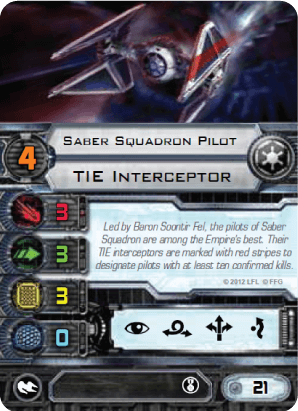 Saber Squadron Pilot
4
TIE Interceptor
3
Led by Baron Soontir Fel, the pilots of Saber
Squadron are among the Empire's best. Their
TIE interceptors are marked with red stripes to
designate pilots with at least ten confirmed kills.
3
© 2012 LFL © FFG
3
0
21